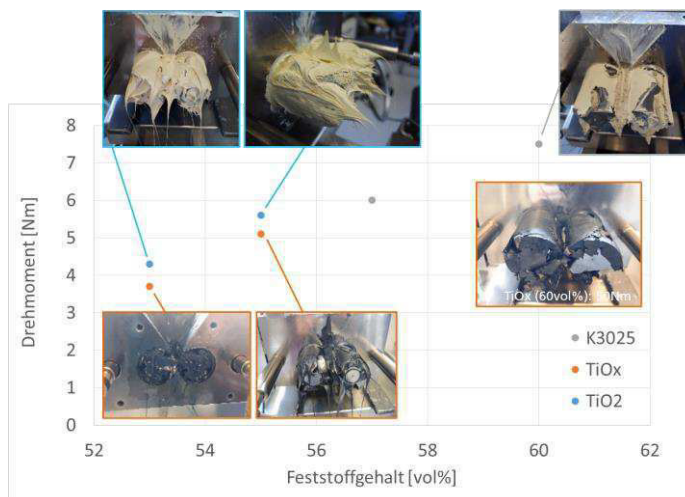 8
7
6
5
4
3
2
1
0
Drehmoment [Nm]
TiOx (60vol%):
K3025
TiOx
TiO2
52 54 56 58 60 62
Feststoffgehalt [vol%]